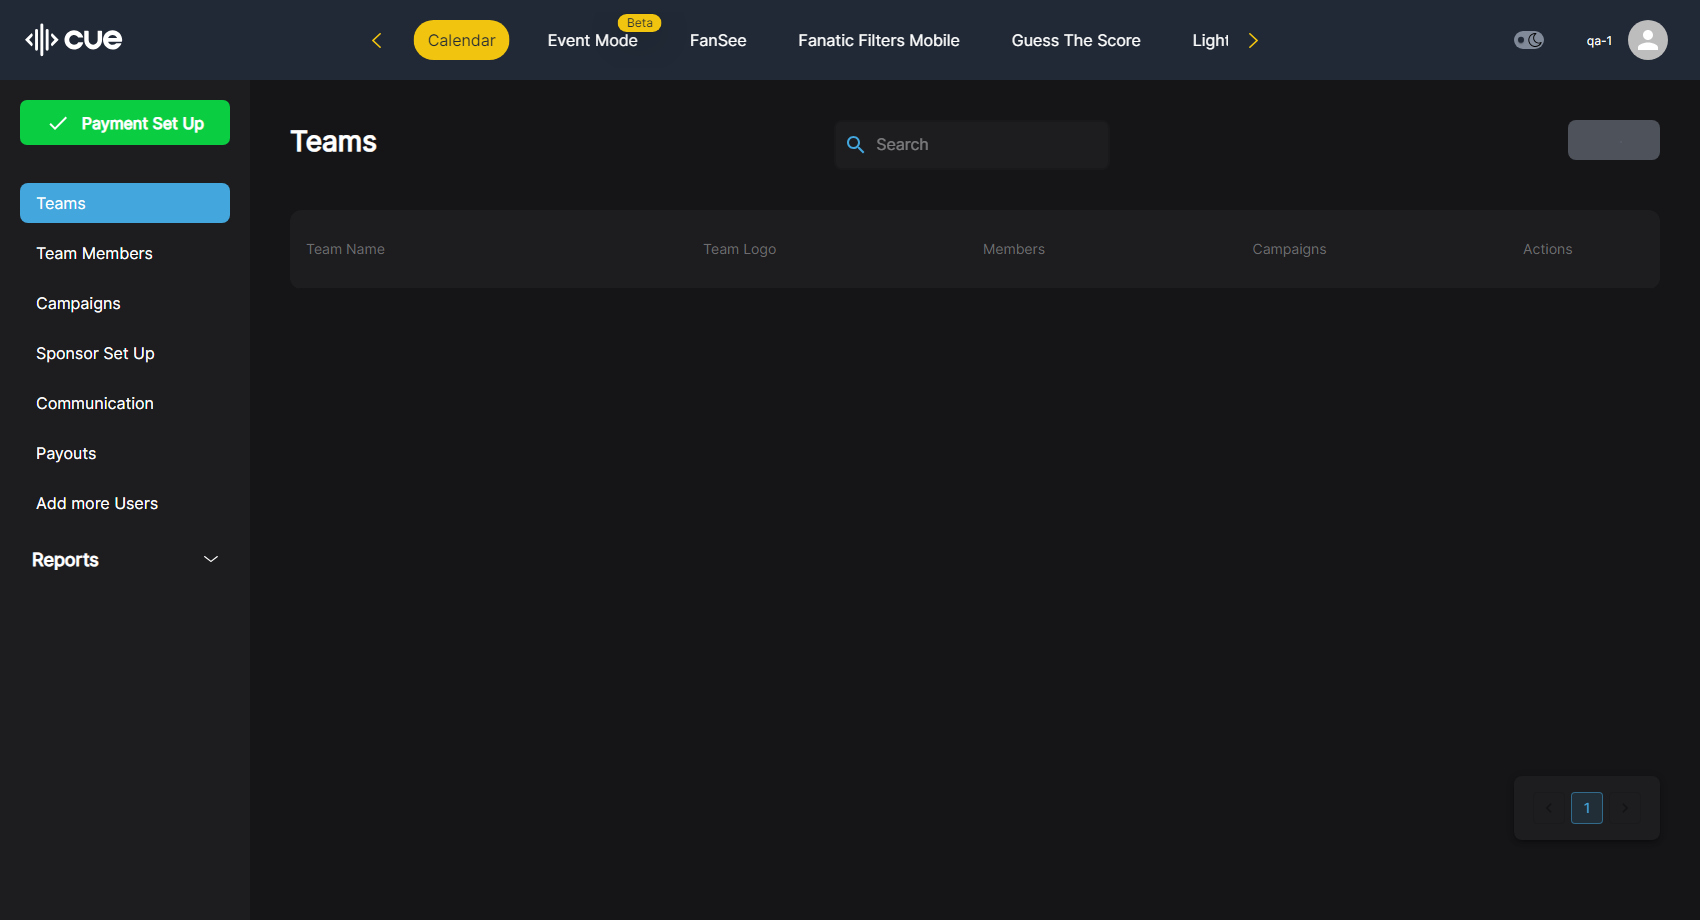 cue
Calendar
Event Mode
Beta
FanSee
Fanatic Filters Mobile
Guess The Score
Light
qa-1
Payment Set Up
Teams
Team Members
Campaigns
Sponsor Set Up
Communication
Payouts
Add more Users
Reports
Teams
Search
Team Name
Team Logo
Members
Campaigns
Actions
1